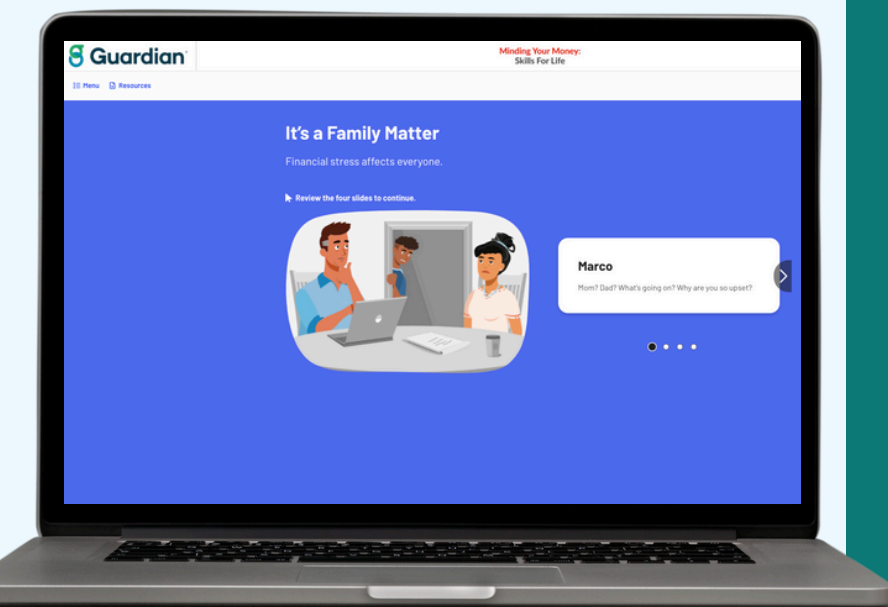 Guardian
Minding Your Money:
Skills For Life
Menu
Resources
It's a Family Matter
Financial stress affects everyone.
Review the four slides to continue.
Marco
Mom? Dad? What's going on? Why are you so upset?